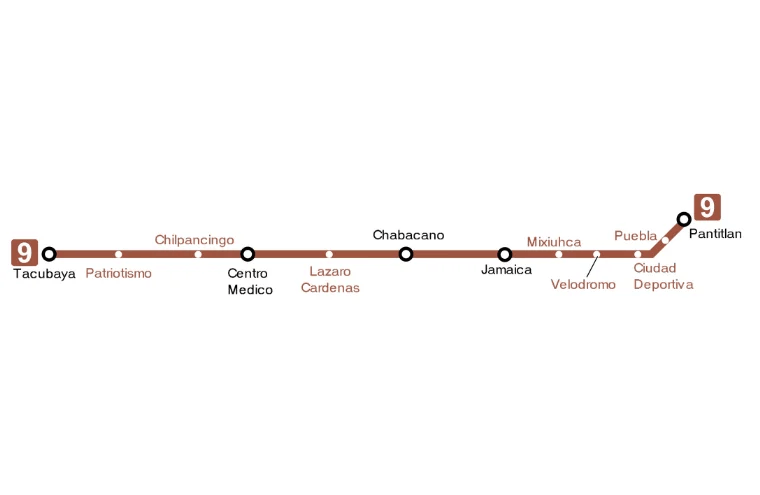 9
Tacubaya
Patriotismo
Chilpancingo
Centro
Medico
Lazaro
Cardenas
Chabacano
Jamaica
Mixiuhca
Velodromo
Ciudad
Deportiva
Puebla
Pantitlan
9